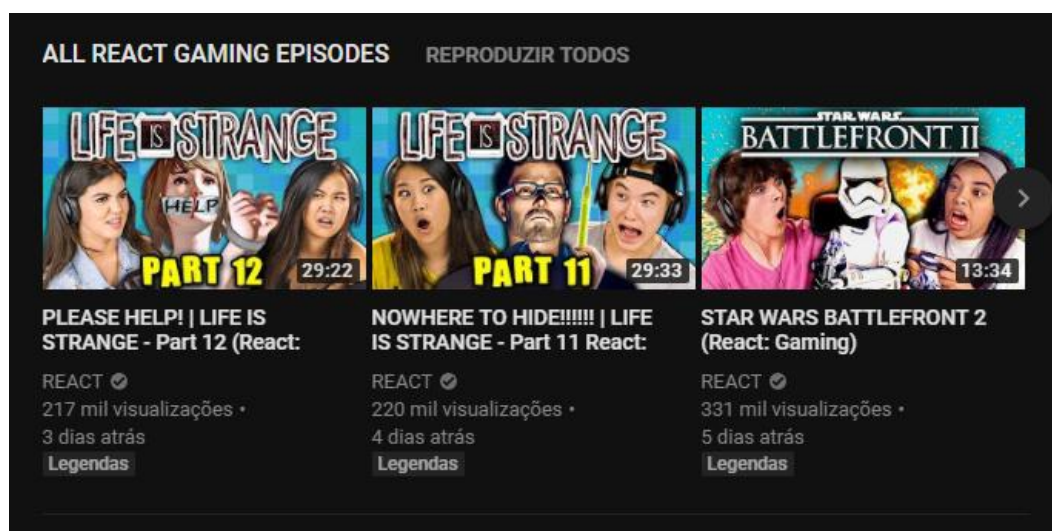 ALL REACT GAMING EPISODES REPRODUZIR TODOS
LIFE IS STRANGE
HELP
PART 12
29:22
LIFE IS STRANGE
PART 11
29:33
STAR WARS
BATTLEFRONT II
13:34
PLEASE HELP! | LIFE IS
STRANGE - Part 12 (React:
REACT
217 mil visualizações •
3 dias atrás
Legendas
NOWHERE TO HIDE!!!!!! | LIFE
IS STRANGE - Part 11 React:
REACT
220 mil visualizações •
4 dias atrás
Legendas
STAR WARS BATTLEFRONT 2
(React: Gaming)
REACT
331 mil visualizações •
5 dias atrás
Legendas